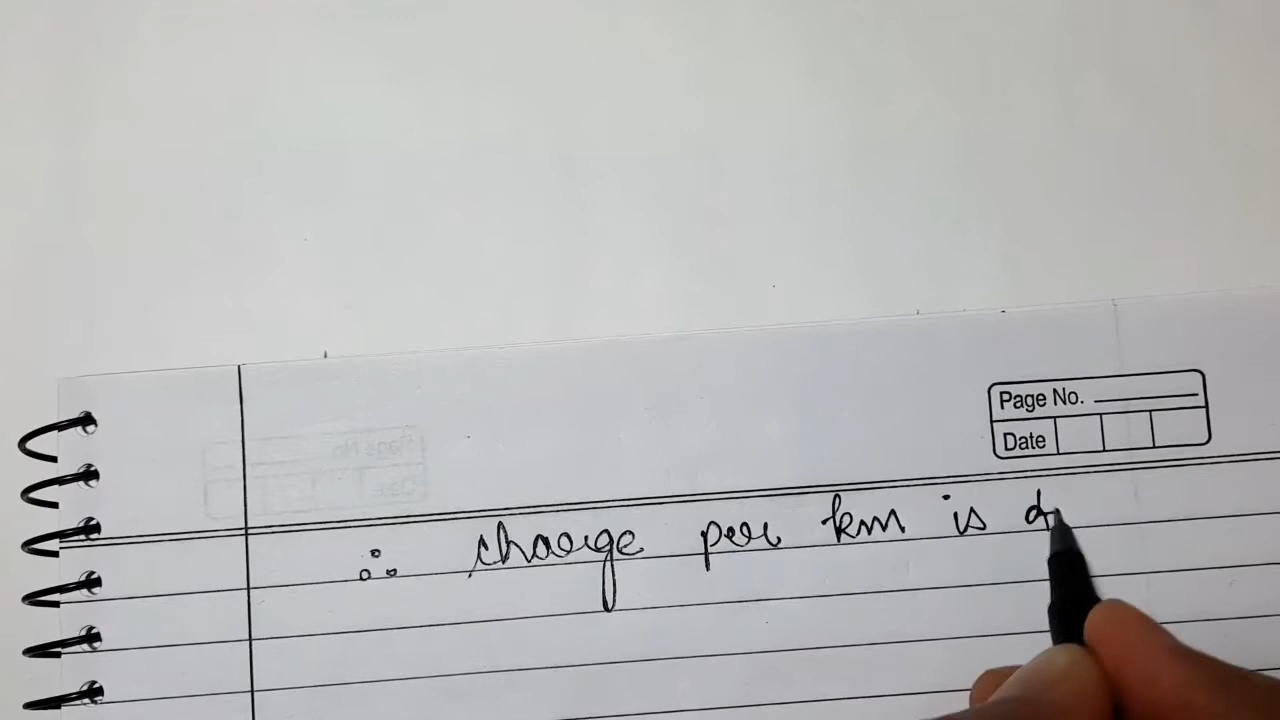 Page No.
Date
∴ charge per km is